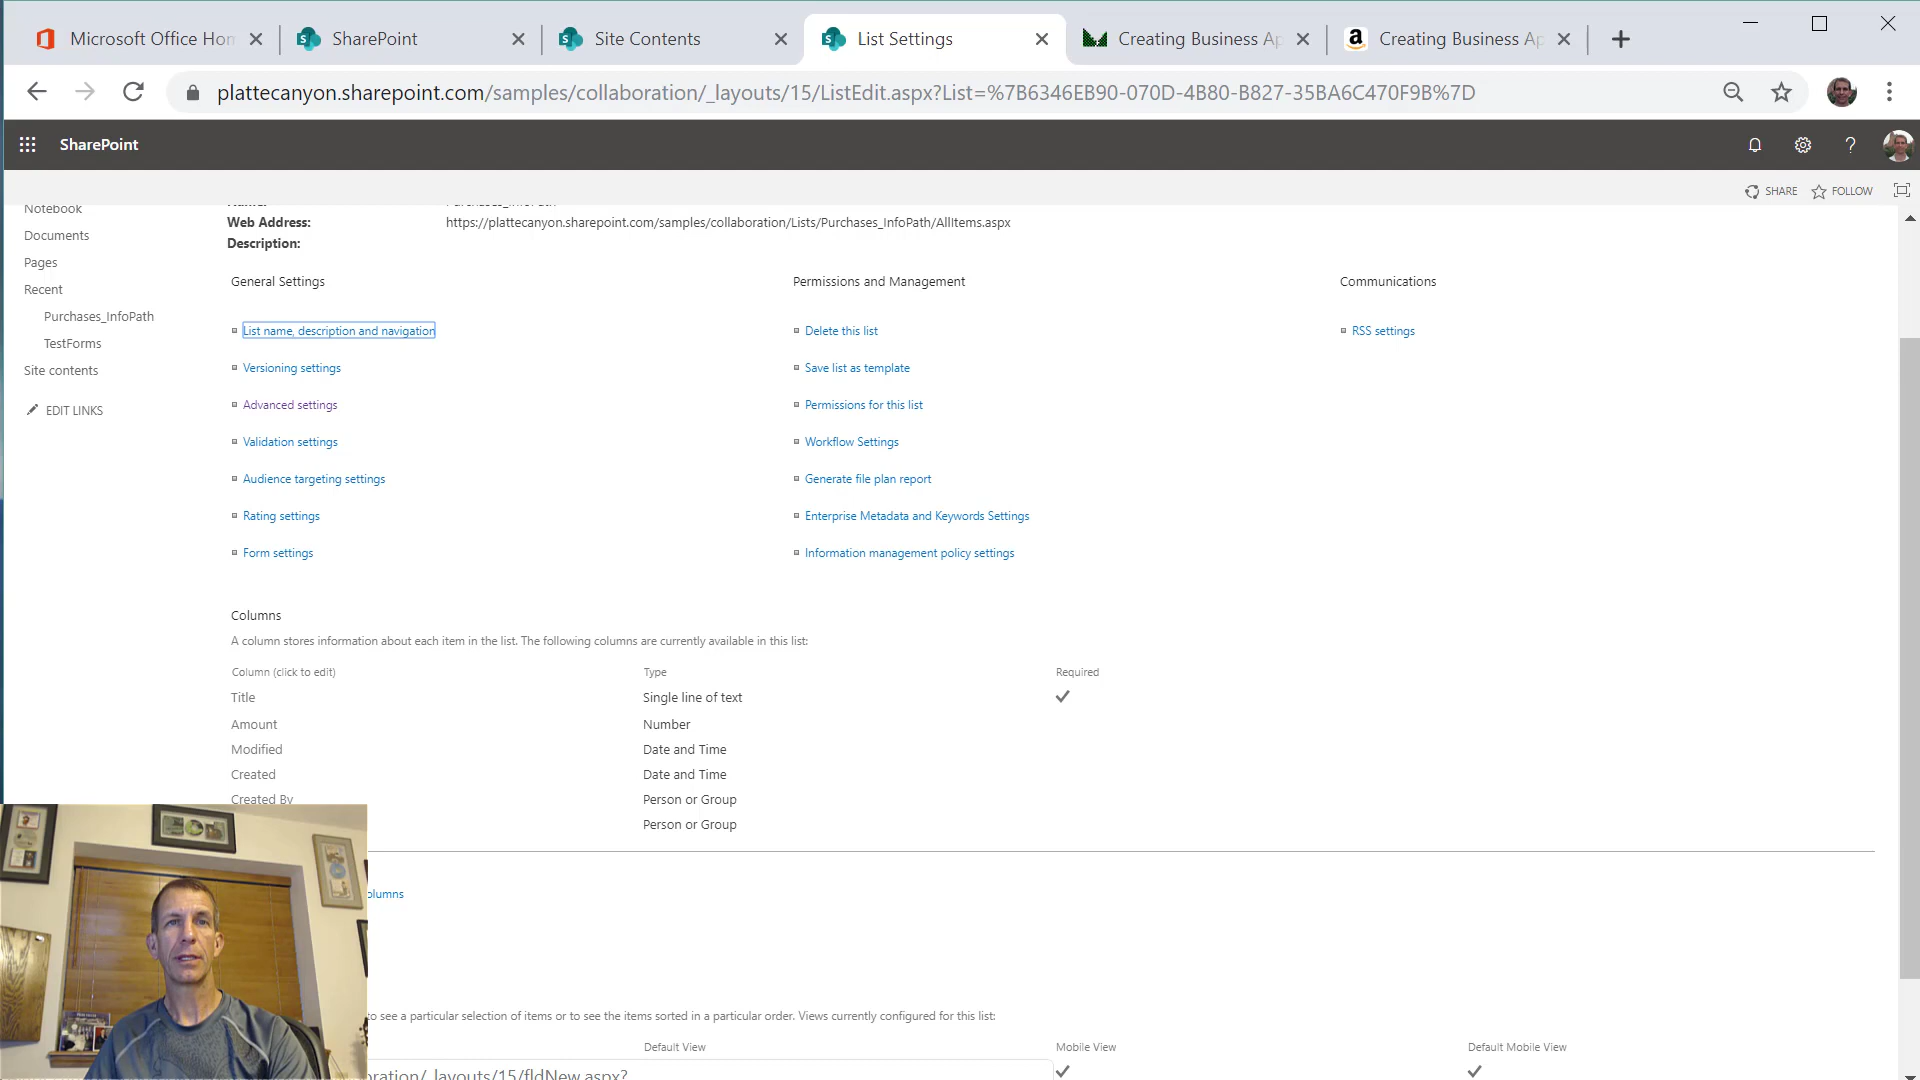 Microsoft Office Hom
SharePoint
Site Contents
List Settings
Creating Business Ap
Creating Business Ap
plattecanyon.sharepoint.com/samples/collaboration/_layouts/15/ListEdit.aspx?List=%7B6346EB90-070D-4B80-B827-35BA6C470F9B%7D
SharePoint
SHARE
FOLLOW
Notebook
Documents
Pages
Recent
Purchases_InfoPath
TestForms
Site contents
EDIT LINKS
Web Address:
https://plattecanyon.sharepoint.com/samples/collaboration/Lists/Purchases_InfoPath/AllItems.aspx
Description:
General Settings
List name, description and navigation
Versioning settings
Advanced settings
Validation settings
Audience targeting settings
Rating settings
Form settings
Permissions and Management
Delete this list
Save list as template
Permissions for this list
Workflow Settings
Generate file plan report
Enterprise Metadata and Keywords Settings
Information management policy settings
Communications
RSS settings
Columns
A column stores information about each item in the list. The following columns are currently available in this list:
Column (click to edit) Type Required
Title Single line of text
Amount Number
Modified Date and Time
Created Date and Time
Created By Person or Group
Person or Group
olumns
to see a particular selection of items or to see the items sorted in a particular order. Views currently configured for this list:
Default View Mobile View Default Mobile View
oration/_layouts/15/fldNew.aspx?